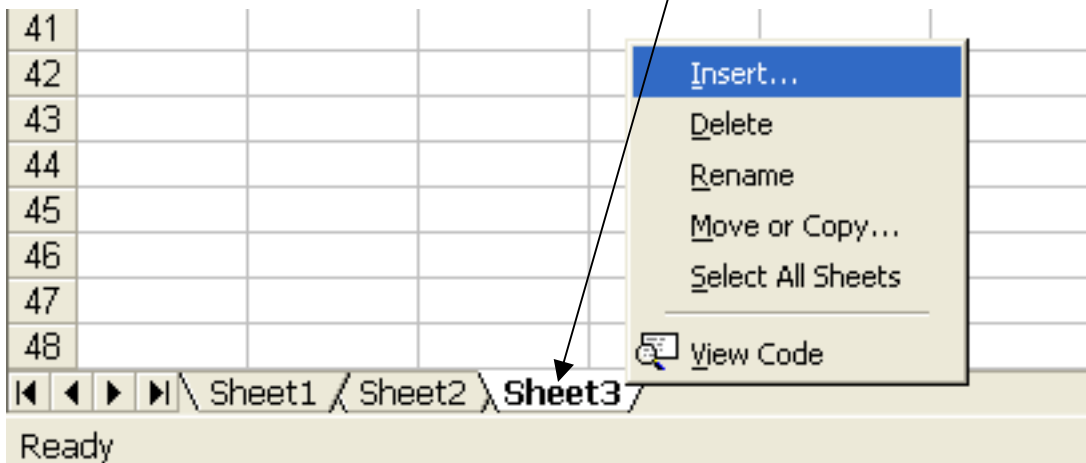 41
42 Insert...
43 Delete
44 Rename
45 Move or Copy...
46 Select All Sheets
47
48 View Code
Sheet1 Sheet2 Sheet3
Ready